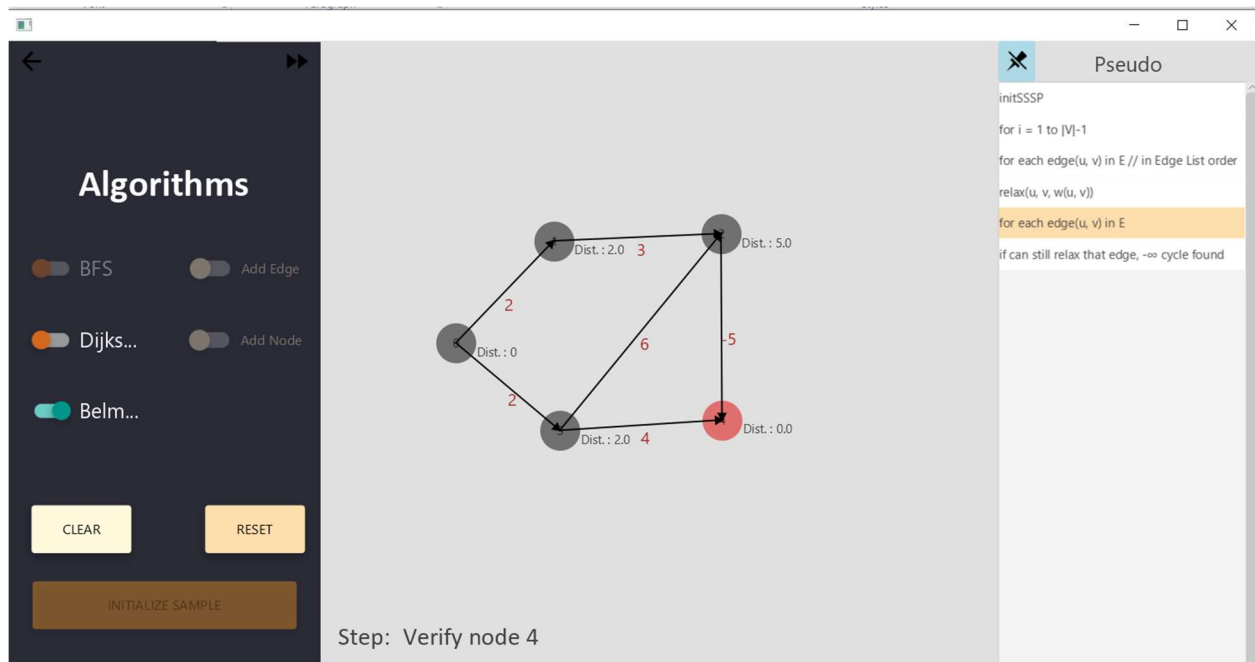 Pseudo
initSSSP
for i = 1 to |V|-1
for each edge(u, v) in E // in Edge List order
relax(u, v, w(u, v))
for each edge(u, v) in E
if can still relax that edge, -∞ cycle found
Algorithms
BFS
Add Edge
Dijks...
Add Node
Belm...
CLEAR
RESET
INITIALIZE SAMPLE
Dist. : 2.0
3
Dist. : 5.0
2
Dist. : 0
6
-5
2
Dist. : 2.0
4
Dist. : 0.0
Step: Verify node 4